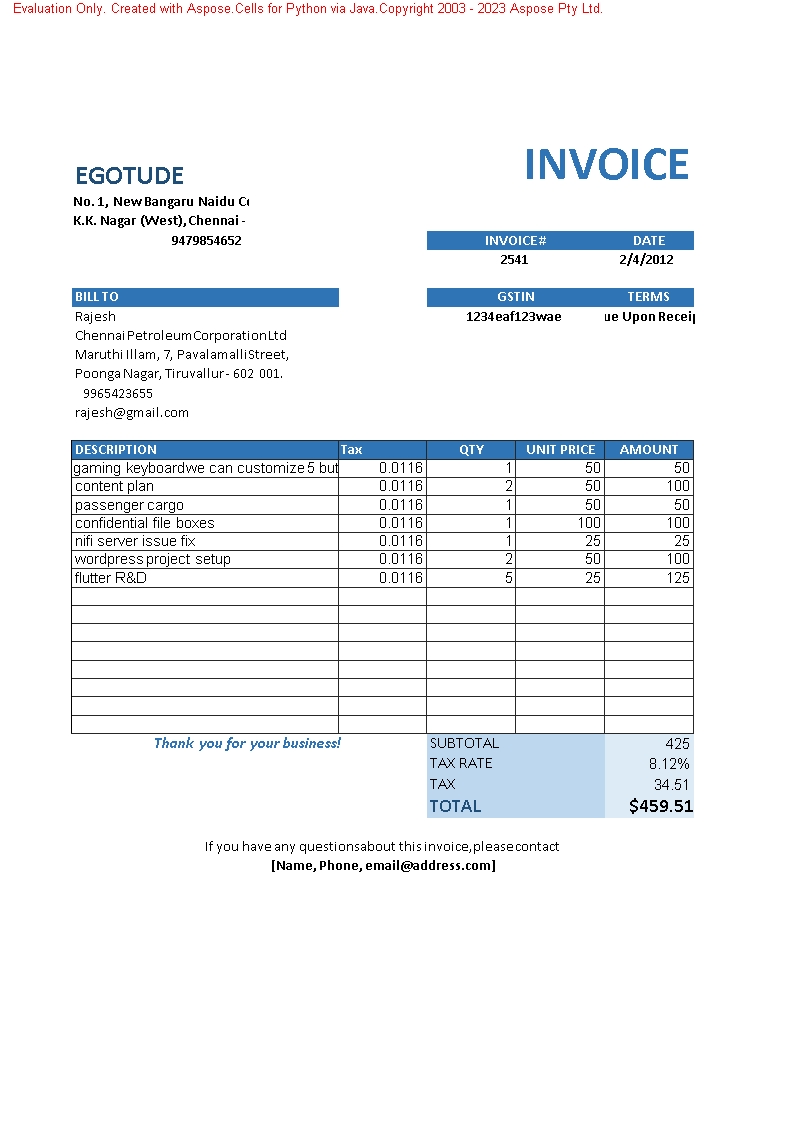 Evaluation Only. Created with Aspose.Cells for Python via Java.Copyright 2003 - 2023 Aspose Pty Ltd.
INVOICE
EGOTUDE
No. 1, New Bangaru Naidu
K.K. Nagar (West), Chennai -
9479854652
INVOICE # DATE
2541 2/4/2012
BILL TO GSTIN TERMS
Rajesh 1234eaf123wae Upon
Chennai Petroleum Corporation Ltd
Maruthi Illam, 7, Pavalamalli Street,
Poonga Nagar, Tiruvallur - 602 001.
9965423655
rajesh@gmail.com
DESCRIPTION Tax QTY UNIT PRICE AMOUNT
gaming keyboardwe can customize 5 but 0.0116 1 50 50
content plan 0.0116 2 50 100
passenger cargo 0.0116 1 50 50
confidential file boxes 0.0116 1 100 100
nifi server issue fix 0.0116 1 25 25
wordpress project setup 0.0116 2 50 100
flutter R&D 0.0116 5 25 125
Thank you for your business! SUBTOTAL 425
TAX RATE 8.12%
TAX 34.51
TOTAL $459.51
If you have any questions about this invoice, please contact
[Name, Phone, email@address.com]